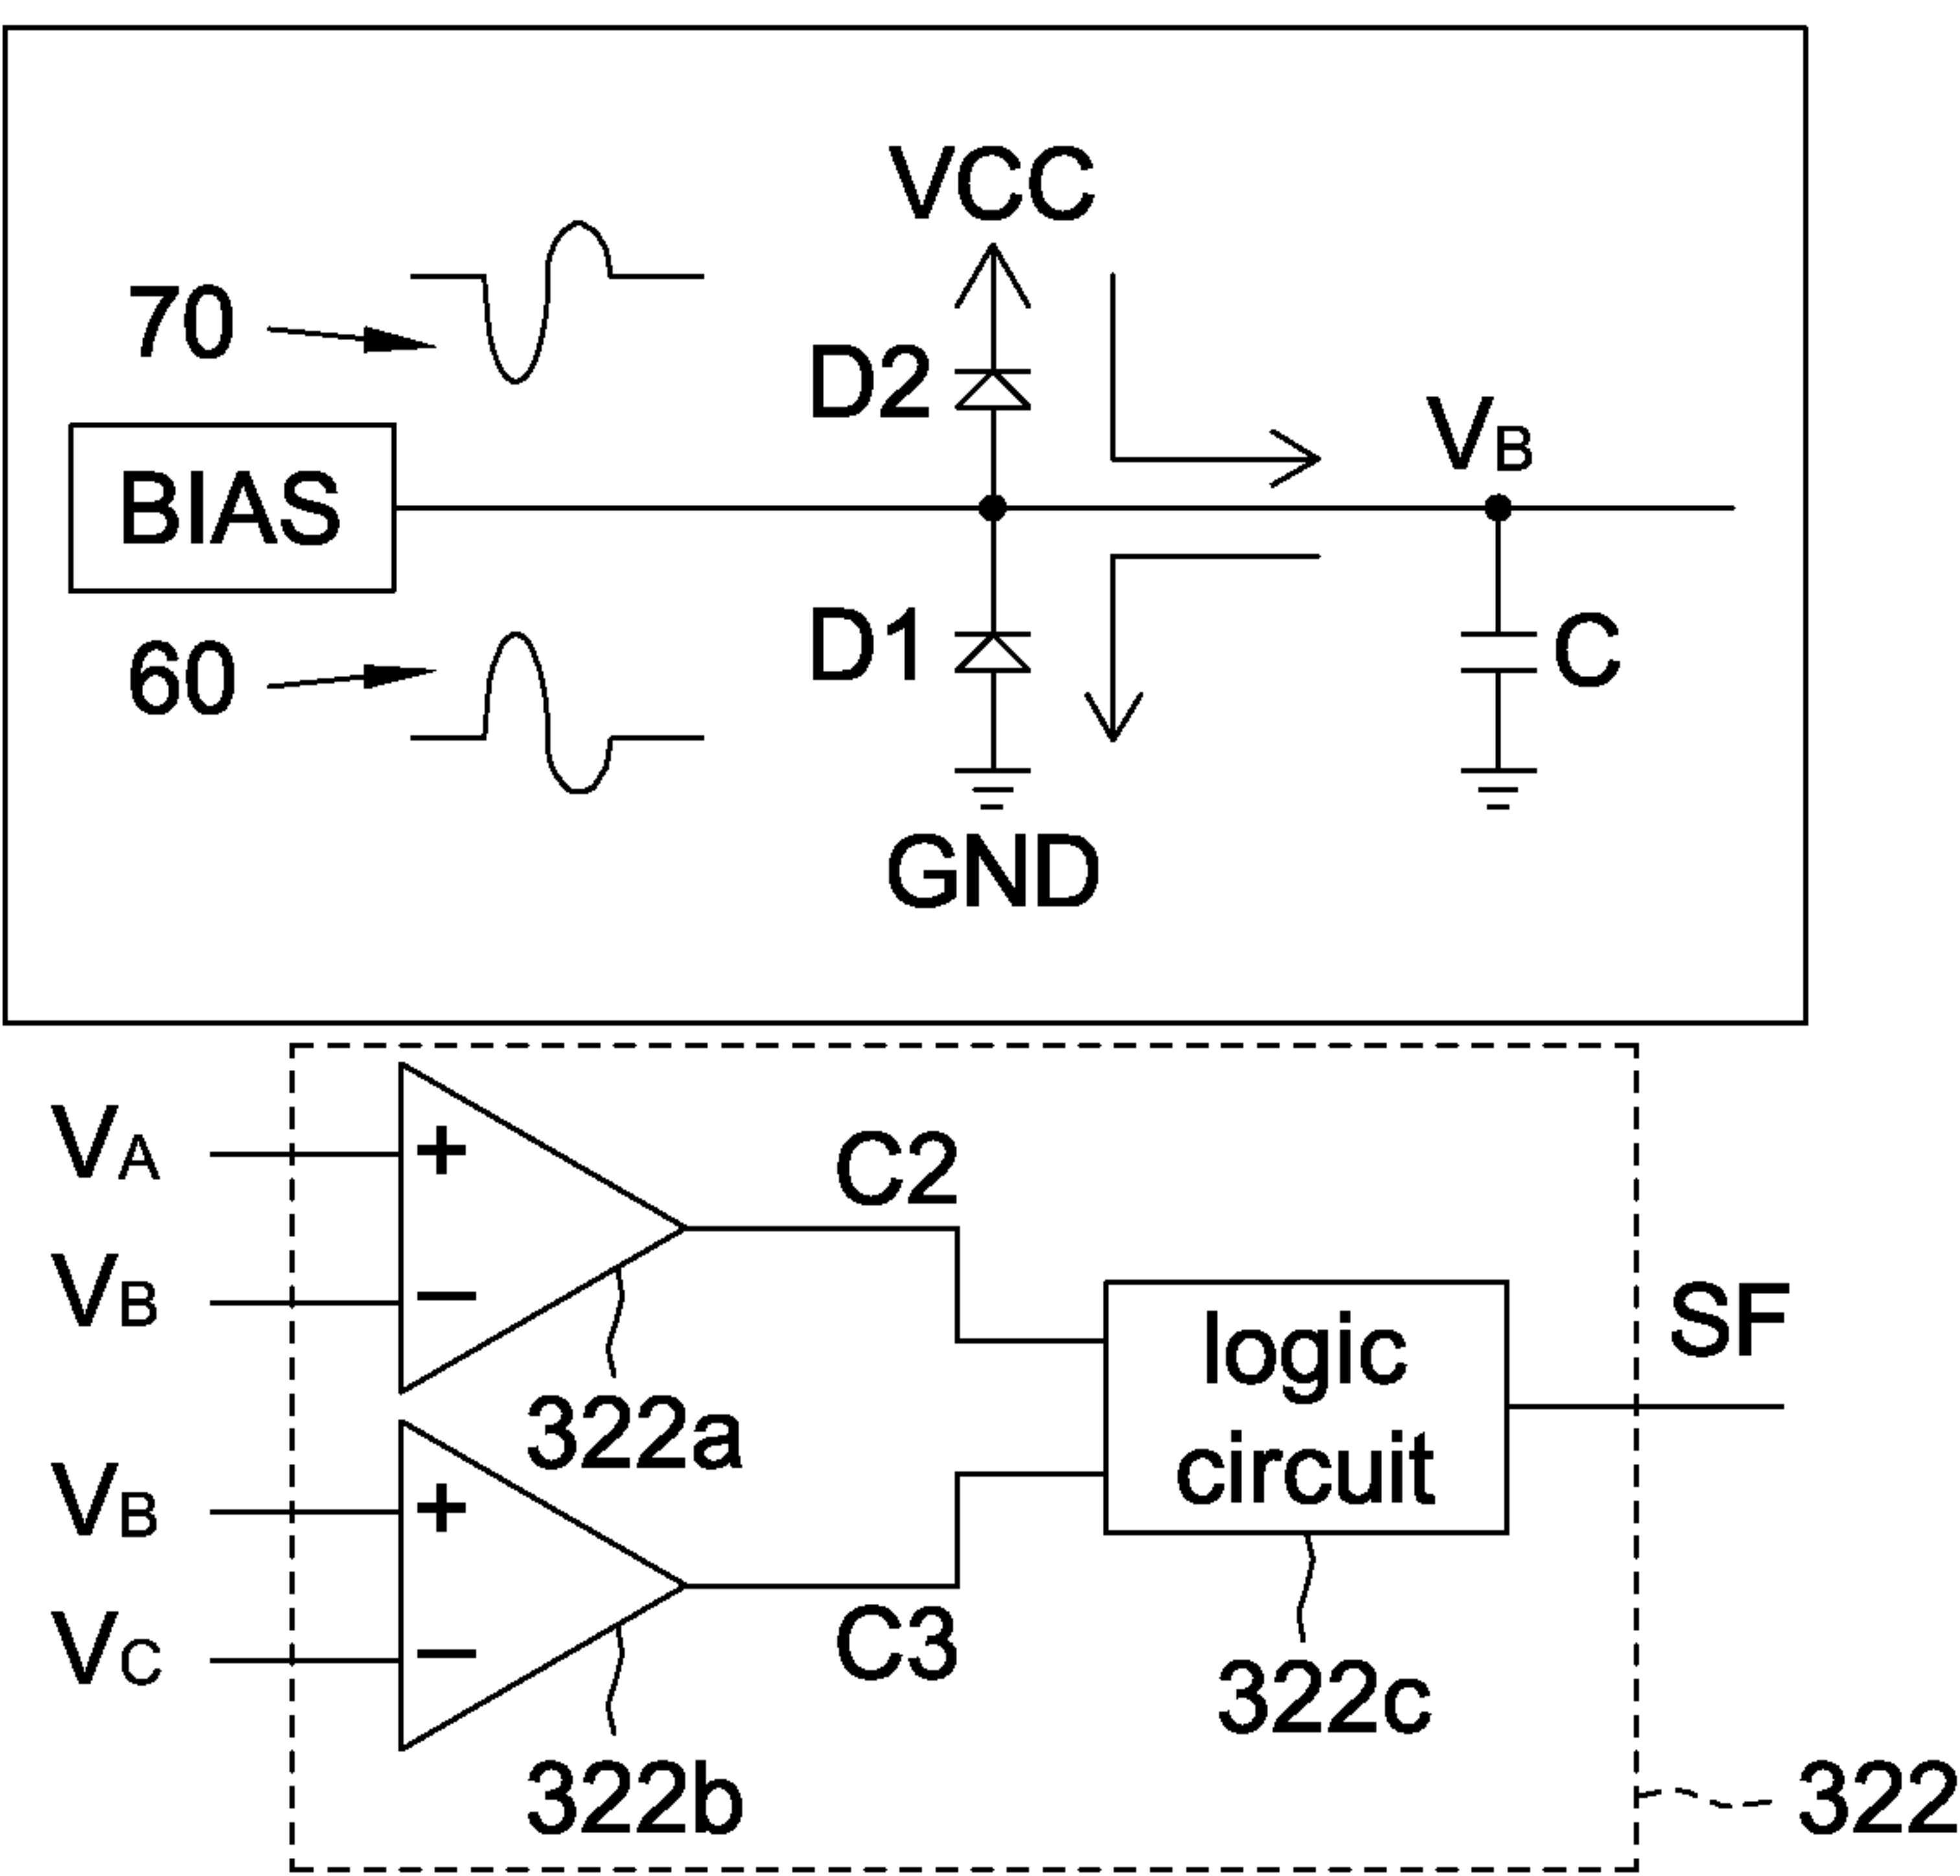 VCC
70
D2
VB
BIAS
60
D1
C
GND
VA
+
C2
VB
−
logic
circuit
SF
322a
VB
+
C3
VC
−
322c
322b
322